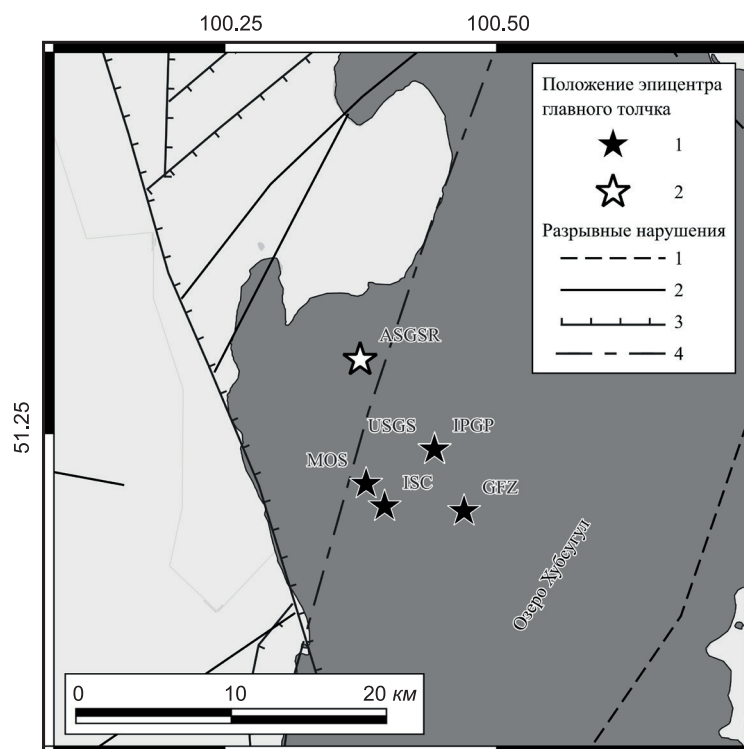 100.25 100.50
Положение эпицентра
главного толчка
1
2
Разрывные нарушения
1
2
3
4
ASGSR
51.25
USGS IPGP
MOS
ISC
GFZ
Озеро Хубсугул
0 10 20 км